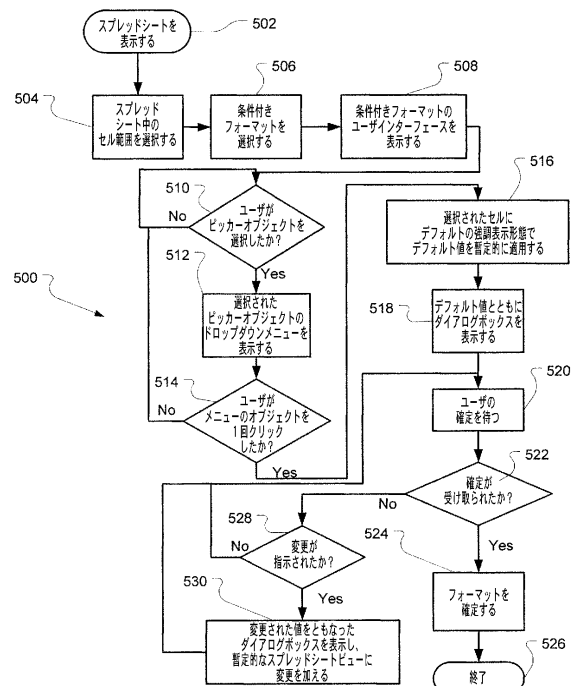 スプレッドシートを
表示する
502
504
スプレッド
シート中の
セル範囲を選択する
506
条件付き
フォーマットを
選択する
508
条件付きフォーマットの
ユーザインターフェースを
表示する
510
ユーザが
ピッカーオブジェクトを
選択したか？
No
Yes
512
選択された
ピッカーオブジェクトの
ドロップダウンメニューを
表示する
500
514
ユーザが
メニューのオブジェクトを
1回クリック
したか？
No
Yes
516
選択されたセルに
デフォルトの強調表示形態で
デフォルト値を暫定的に適用する
518
デフォルト値とともに
ダイアログボックスを
表示する
520
ユーザの
確定を待つ
522
確定が
受け取られたか？
No
Yes
524
フォーマットを
確定する
526
終了
528
変更が
指示されたか？
No
Yes
530
変更された値をともなった
ダイアログボックスを表示し、
暫定的なスプレッドシートビューに
変更を加える